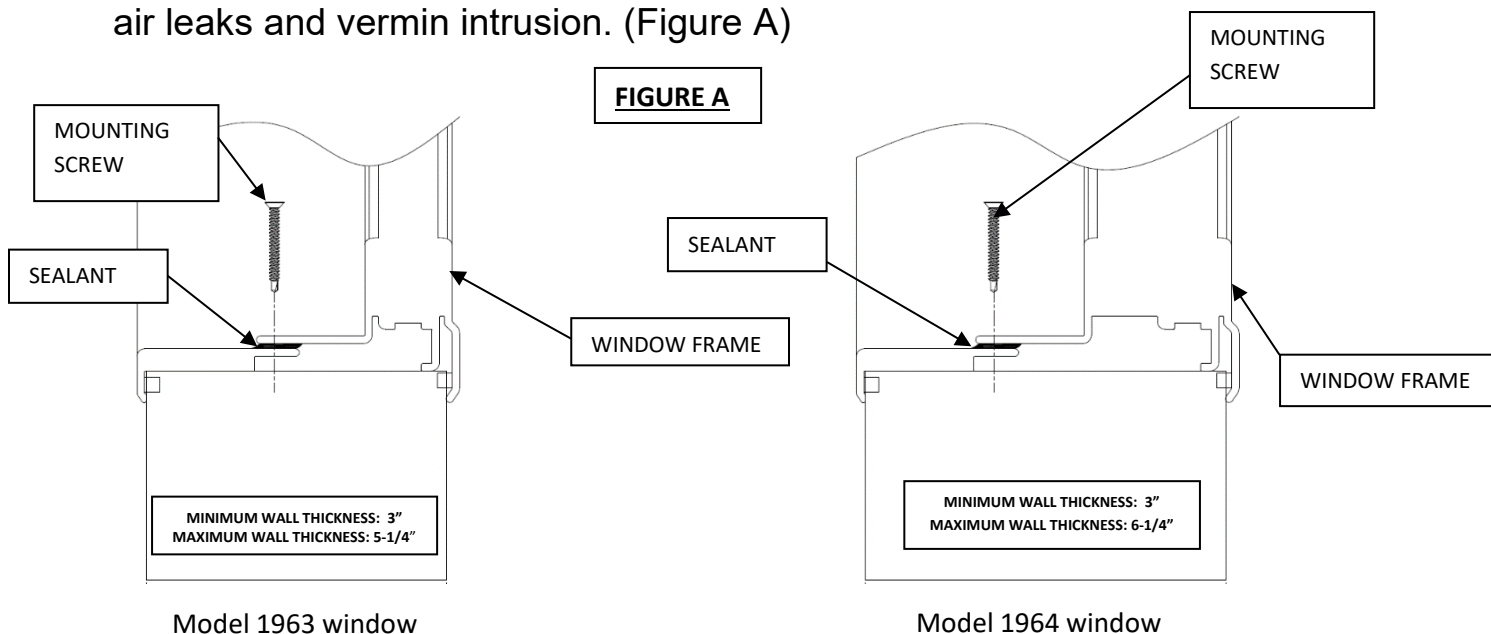 air leaks and vermin intrusion. (Figure A)
FIGURE A
MOUNTING
SCREW
SEALANT
WINDOW FRAME
MINIMUM WALL THICKNESS: 3”
MAXIMUM WALL THICKNESS: 5-1/4”
Model 1963 window
MOUNTING
SCREW
SEALANT
WINDOW FRAME
MINIMUM WALL THICKNESS: 3”
MAXIMUM WALL THICKNESS: 6-1/4”
Model 1964 window